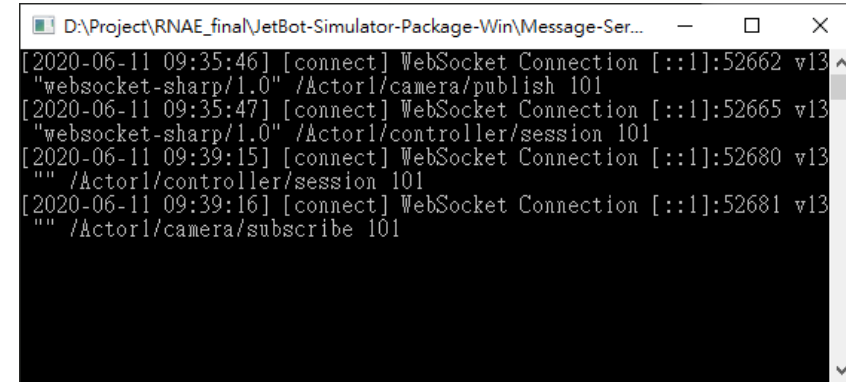 D:\Project\RNAE_final\JetBot-Simulator-Package-Win\Message-Ser...
[2020-06-11 09:35:46] [connect] WebSocket Connection [::1]:52662 v13
"websocket-sharp/1.0" /Actor1/camera/publish 101
[2020-06-11 09:35:47] [connect] WebSocket Connection [::1]:52665 v13
"websocket-sharp/1.0" /Actor1/controller/session 101
[2020-06-11 09:39:15] [connect] WebSocket Connection [::1]:52680 v13
"" /Actor1/controller/session 101
[2020-06-11 09:39:16] [connect] WebSocket Connection [::1]:52681 v13
"" /Actor1/camera/subscribe 101